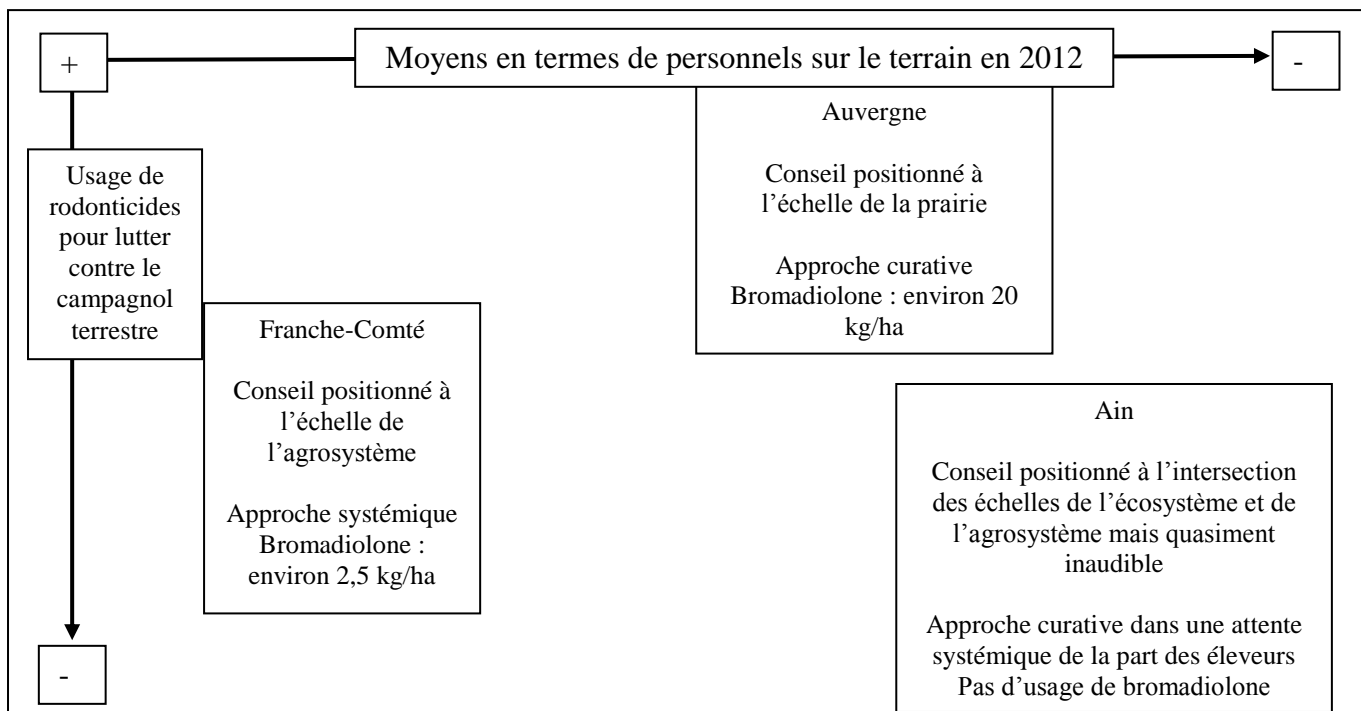 +
Moyens en termes de personnels sur le terrain en 2012
-
Auvergne
Conseil positionné à
l’échelle de la prairie
Approche curative
Bromadiolone : environ 20
kg/ha
Usage de
rodonticides
pour lutter
contre le
campagnol
terrestre
Franche-Comté
Conseil positionné à
l’échelle de
l’agrosystème
Approche systémique
Bromadiolone :
environ 2,5 kg/ha
Ain
Conseil positionné à l’intersection
des échelles de l’écosystème et de
l’agrosystème mais quasiment
inaudible
Approche curative dans une attente
systémique de la part des éleveurs
Pas d’usage de bromadiolone
-